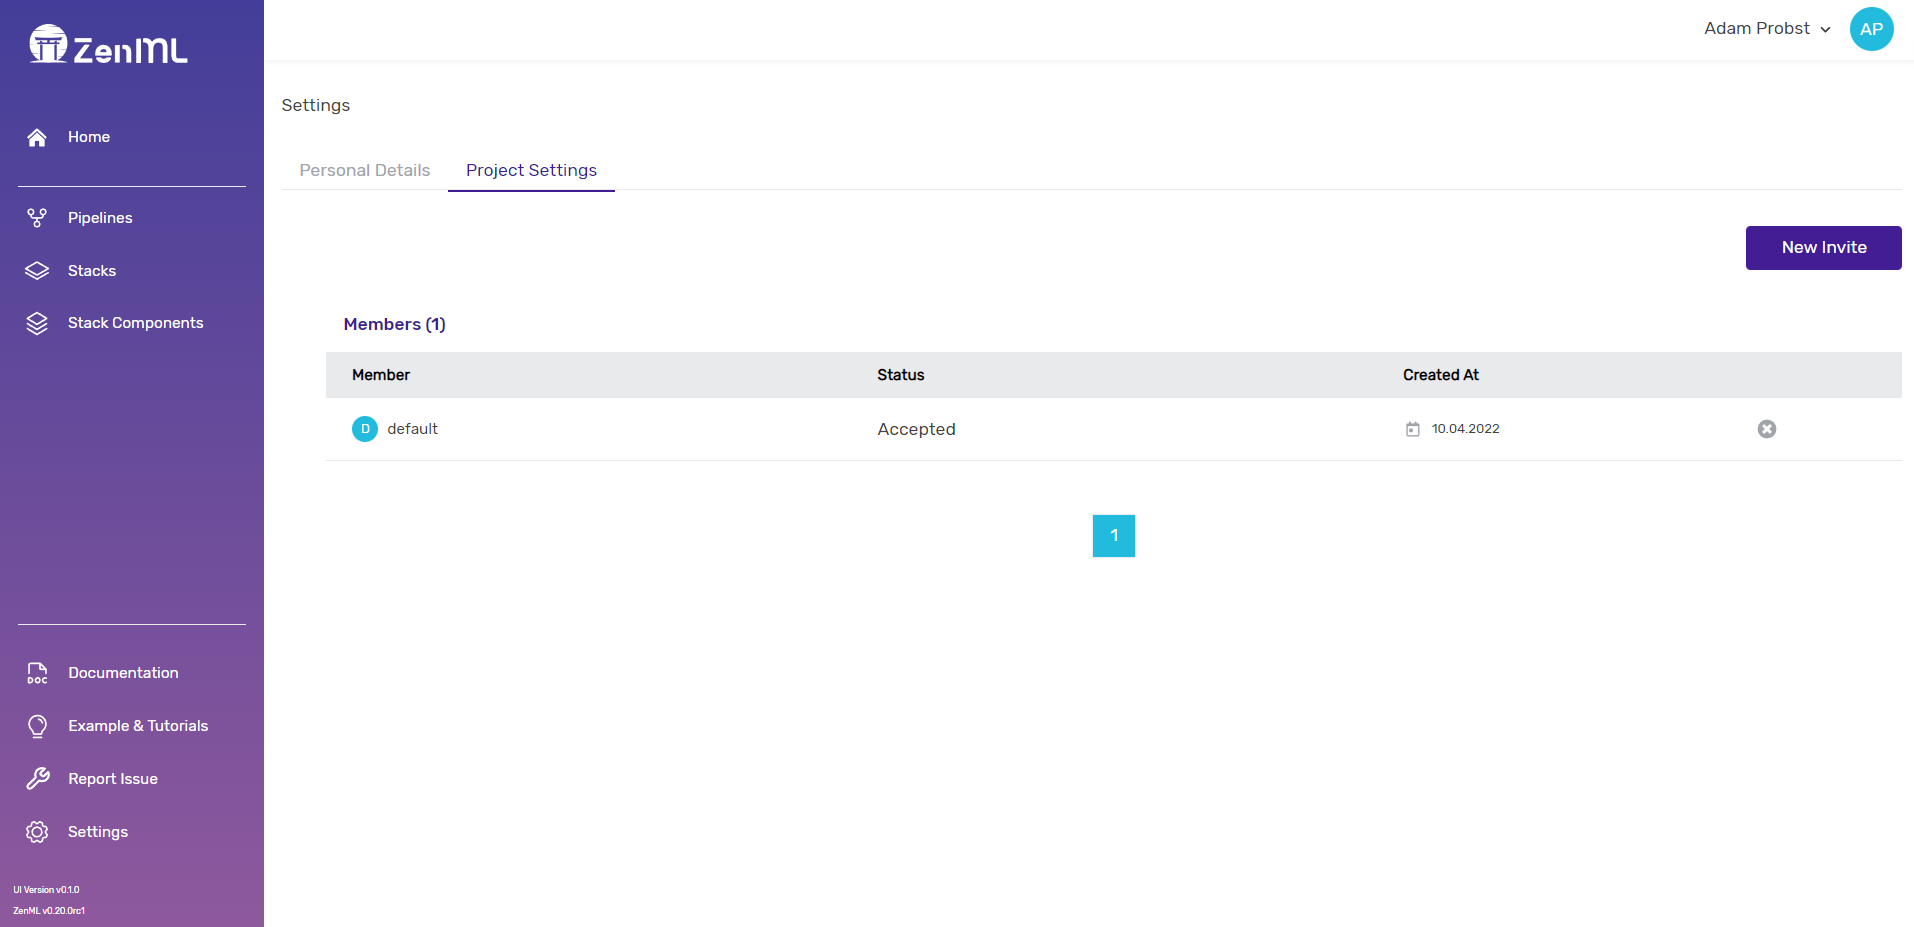 ZenML
Adam Probst
AP
Home
Pipelines
Stacks
Stack Components
Documentation
Example & Tutorials
Report Issue
Settings
UI Version v0.1.0
ZenML v0.20.0rc1
Settings
Personal Details Project Settings
New Invite
Members (1)
Member Status Created At
D default Accepted 10.04.2022
1
DOC